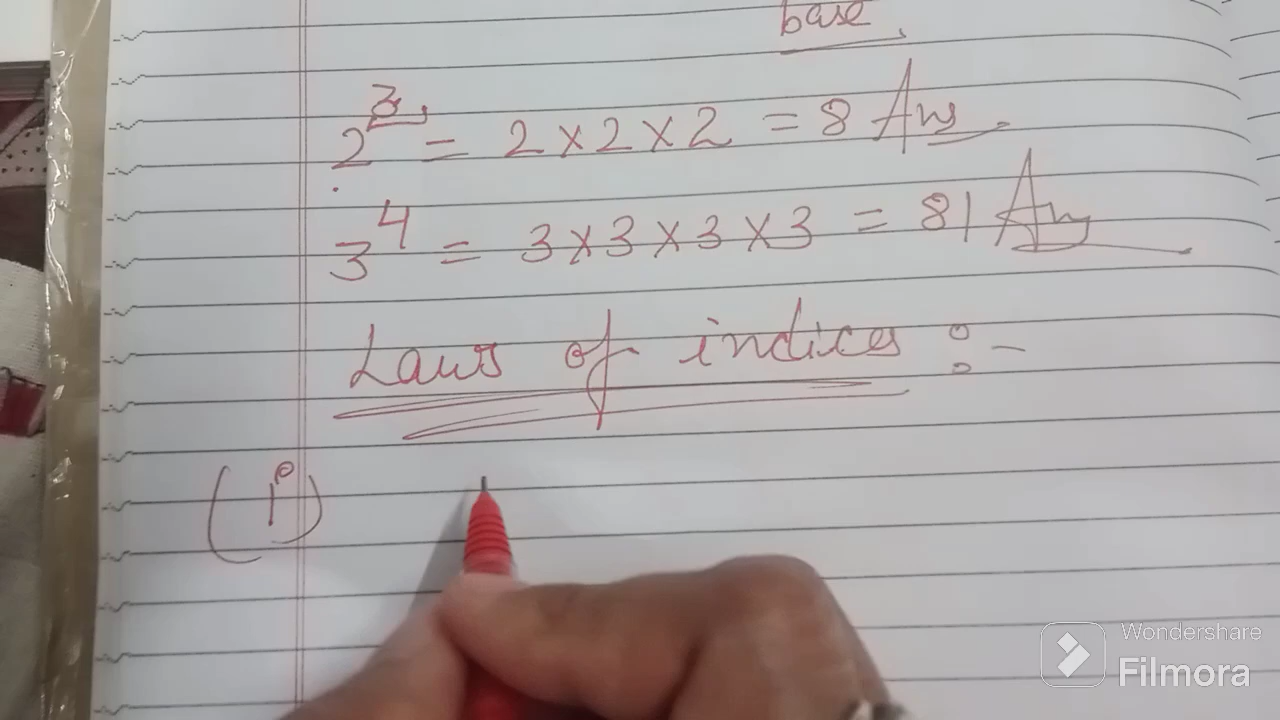 base
2³ = 2 × 2 × 2 = 8 Ans
3⁴ = 3 × 3 × 3 × 3 = 81 Ans
Laws of indices :-
(i)
Wondershare
Filmora